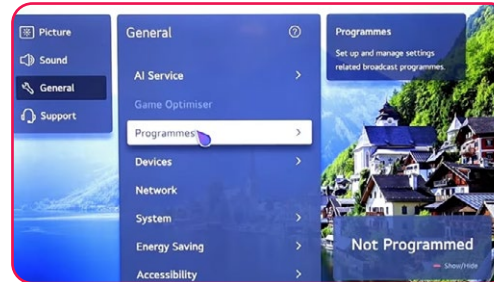 Picture
Sound
General
Support
General
AI Service
Game Optimiser
Programmes
Devices
Network
System
Energy Saving
Accessibility
Programmes
Set up and manage settings
related broadcast programmes.
Not Programmed
Show/Hide